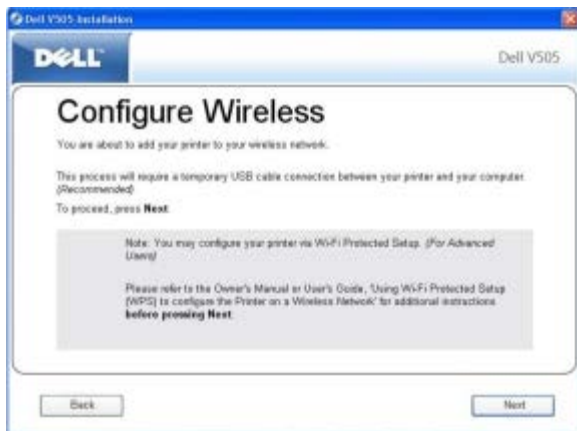 Dell V505 Installation
DELL
Dell V505
Configure Wireless
You are about to add your printer to your wireless network.
This process will require a temporary USB cable connection between your printer and your computer.
(Recommended)
To proceed, press Next
Note: You may configure your printer via Wi-Fi Protected Setup. (For Advanced
Users)
Please refer to the Owner's Manual or User's Guide, 'Using Wi-Fi Protected Setup
(WPS) to configure the Printer on a Wireless Network' for additional instructions
before pressing Next.
Back
Next